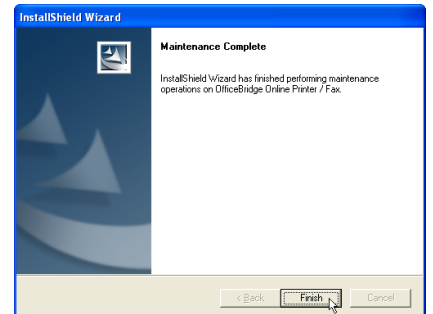 InstallShield Wizard
Maintenance Complete
InstallShield Wizard has finished performing maintenance
operations on OfficeBridge Online Printer / Fax.
< Back
Finish
Cancel